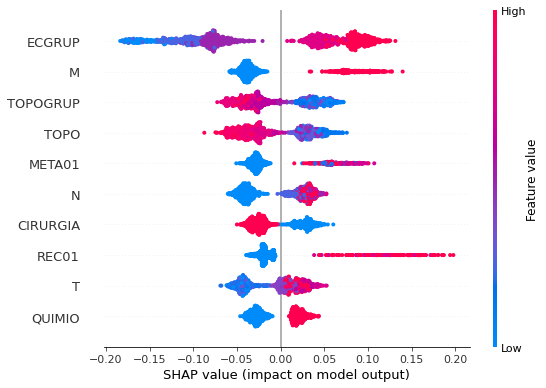 High
ECGRUP
M
TOPOGRUP
TOPO
META01
N
CIRURGIA
REC01
T
QUIMIO
Low
Feature value
−0.20 −0.15 −0.10 −0.05 0.00 0.05 0.10 0.15 0.20
SHAP value (impact on model output)